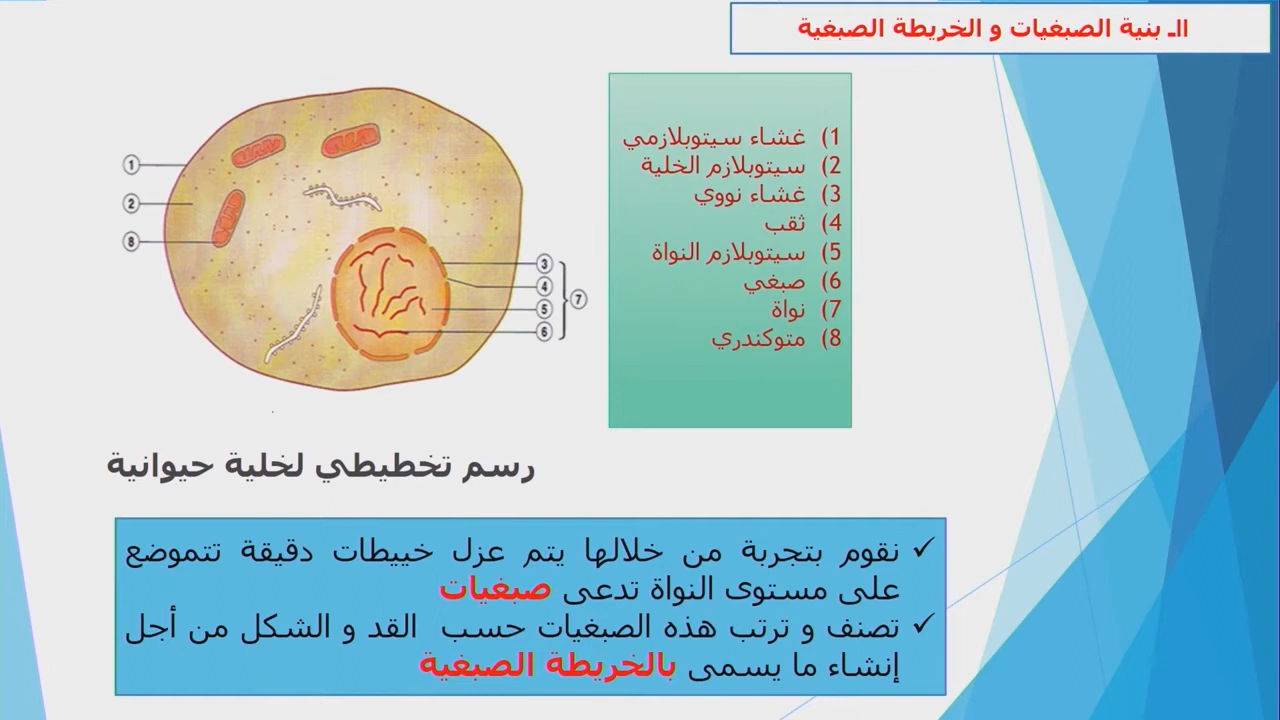 II۔ بنية الصبغيات و الخريطة الصبغية
1) غشاء سيتوبلازمي
2) سيتوبلازم الخلية
3) غشاء نووي
4) ثقب
5) سيتوبلازم النواة
6) صبغي
7) نواة
8) متوكندري
1
2
8
3
4
5
6
7
رسم تخطيطي لخلية حيوانية
✓ نقوم بتجربة من خلالها يتم عزل خييطات دقيقة تتموضع
على مستوى النواة تدعى صبغيات
✓ تصنف و ترتب هذه الصبغيات حسب القد و الشكل من أجل
إنشاء ما يسمى بالخريطة الصبغية